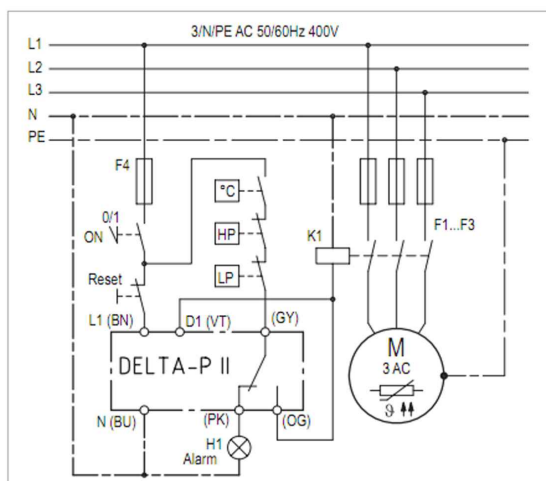 3/N/PE AC 50/60Hz 400V
L1
L2
L3
N
PE
F4
0/1
ON
°C
HP
LP
K1
F1...F3
Reset
L1 (BN)
D1 (VT)
(GY)
DELTA-P II
M
3 AC
ϑ
N (BU)
(PK)
(OG)
H1
Alarm